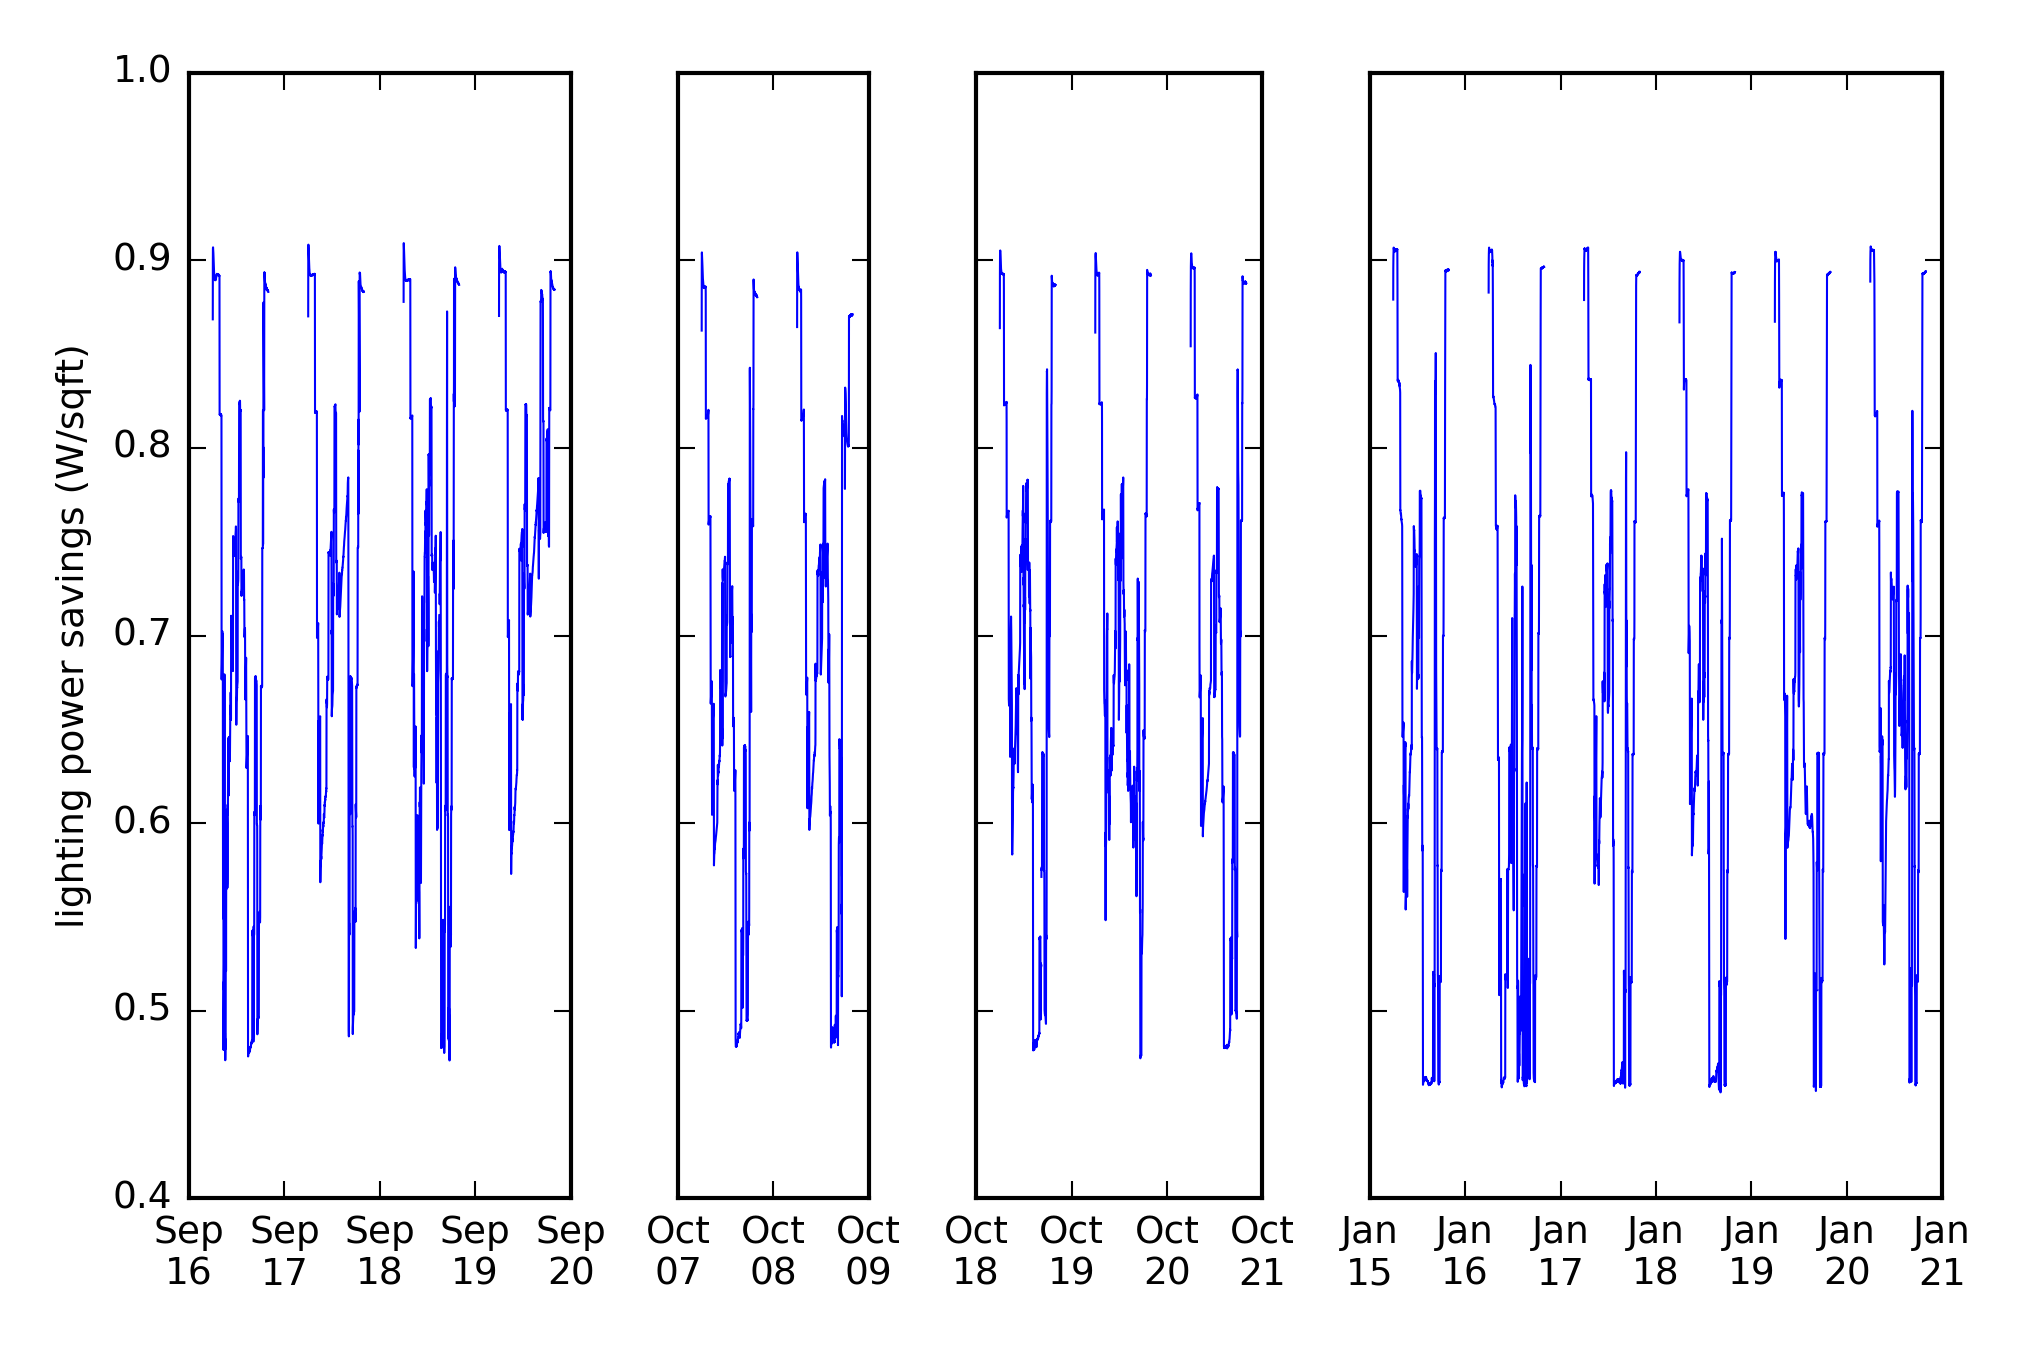 lighting power savings (W/sqft)
1.0
0.9
0.8
0.7
0.6
0.5
0.4
Sep Sep Sep Sep Sep
16 17 18 19 20
Oct Oct Oct
07 08 09
Oct Oct Oct Oct
18 19 20 21
Jan Jan Jan Jan Jan Jan Jan
15 16 17 18 19 20 21